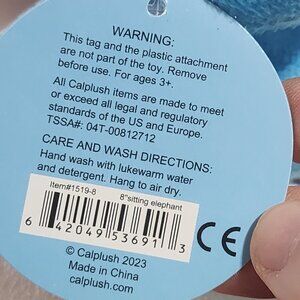 WARNING:
This tag and the plastic attachment
are not part of the toy. Remove
before use. For ages 3+.
All Calplush items are made to meet
or exceed all legal and regulatory
standards of the US and Europe.
TSSA#: 04T-00812712
CARE AND WASH DIRECTIONS:
Hand wash with lukewarm water
and detergent. Hang to air dry.
Item#1519-8 8"sitting elephant
6 42049 53691 3
CE
© Calplush 2023
Made in China
calplush.com